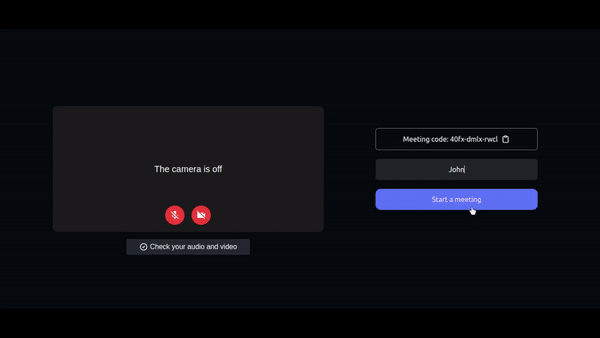 The camera is off
Check your audio and video
Meeting code: 40fx-dmlx-rwcl
John
Start a meeting